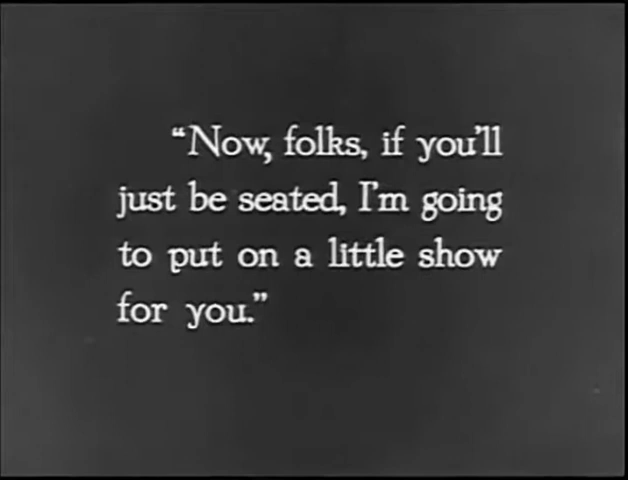 “Now, folks, if you'll
just be seated, I'm going
to put on a little show
for you.”